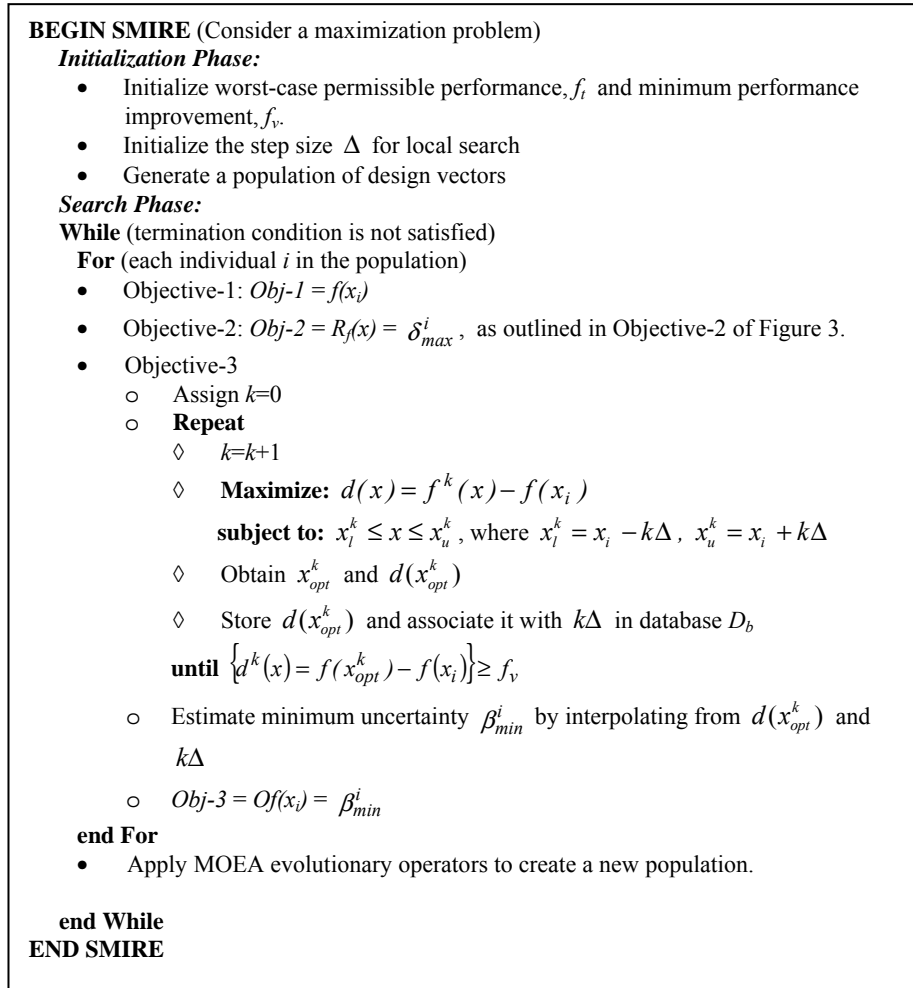 BEGIN SMIRE (Consider a maximization problem)
Initialization Phase:
• Initialize worst-case permissible performance, f_t and minimum performance
improvement, f_v.
• Initialize the step size Δ for local search
• Generate a population of design vectors
Search Phase:
While (termination condition is not satisfied)
For (each individual i in the population)
• Objective-1: Obj-1 = f(x_i)
• Objective-2: Obj-2 = R_f(x) = δ^i_max , as outlined in Objective-2 of Figure 3.
• Objective-3
o Assign k=0
o Repeat
◊ k=k+1
◊ Maximize: d(x) = f^k(x) − f(x_i)
subject to: x_l^k ≤ x ≤ x_u^k , where x_l^k = x_i − kΔ , x_u^k = x_i + kΔ
◊ Obtain x^k_opt and d(x^k_opt)
◊ Store d(x^k_opt) and associate it with kΔ in database D_b
until {d^k(x) = f(x^k_opt) − f(x_i)} ≥ f_v
o Estimate minimum uncertainty β^i_min by interpolating from d(x^k_opt) and
kΔ
o Obj-3 = Of(x_i) = β^i_min
end For
• Apply MOEA evolutionary operators to create a new population.
end While
END SMIRE